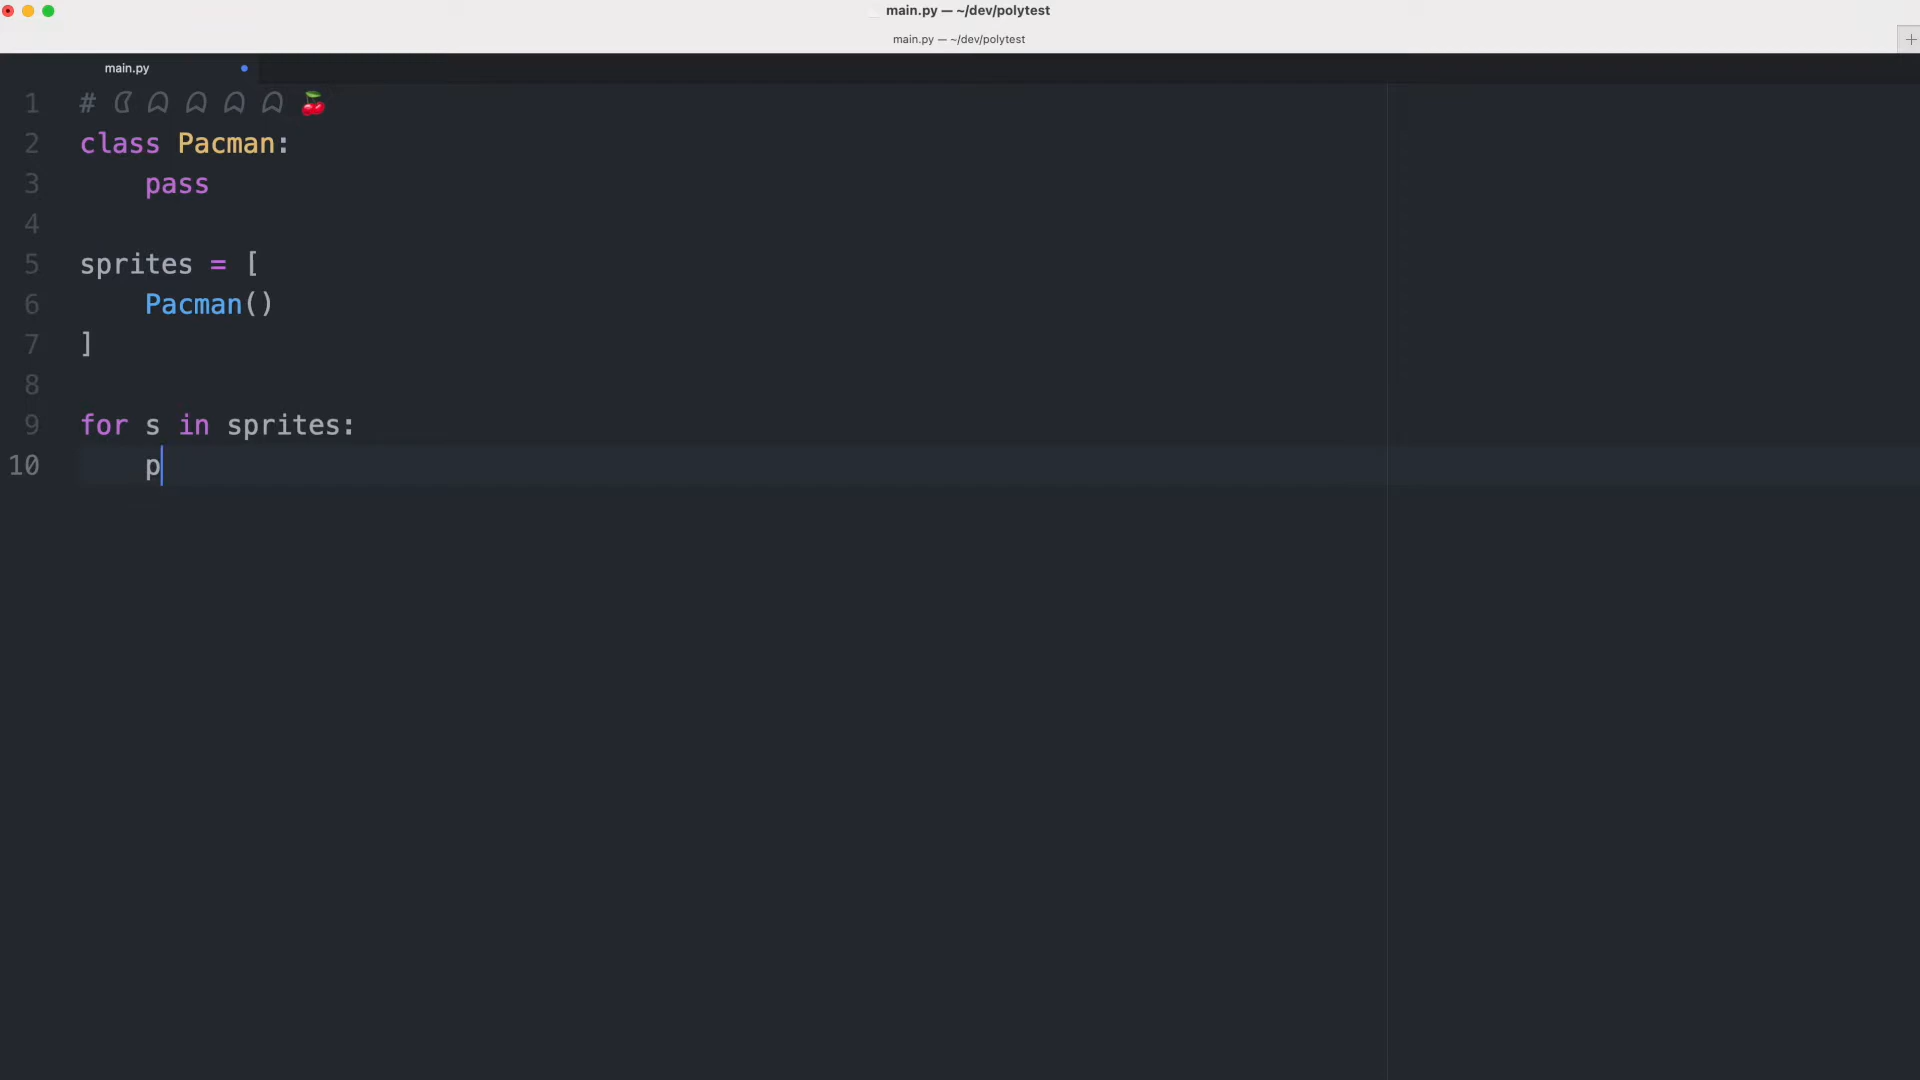 main.py — ~/dev/polytest
main.py — ~/dev/polytest
main.py
1 # ᗧ ᗣ ᗣ ᗣ ᗣ 🍒
2 class Pacman:
3     pass
4
5 sprites = [
6     Pacman()
7 ]
8
9 for s in sprites:
10     p